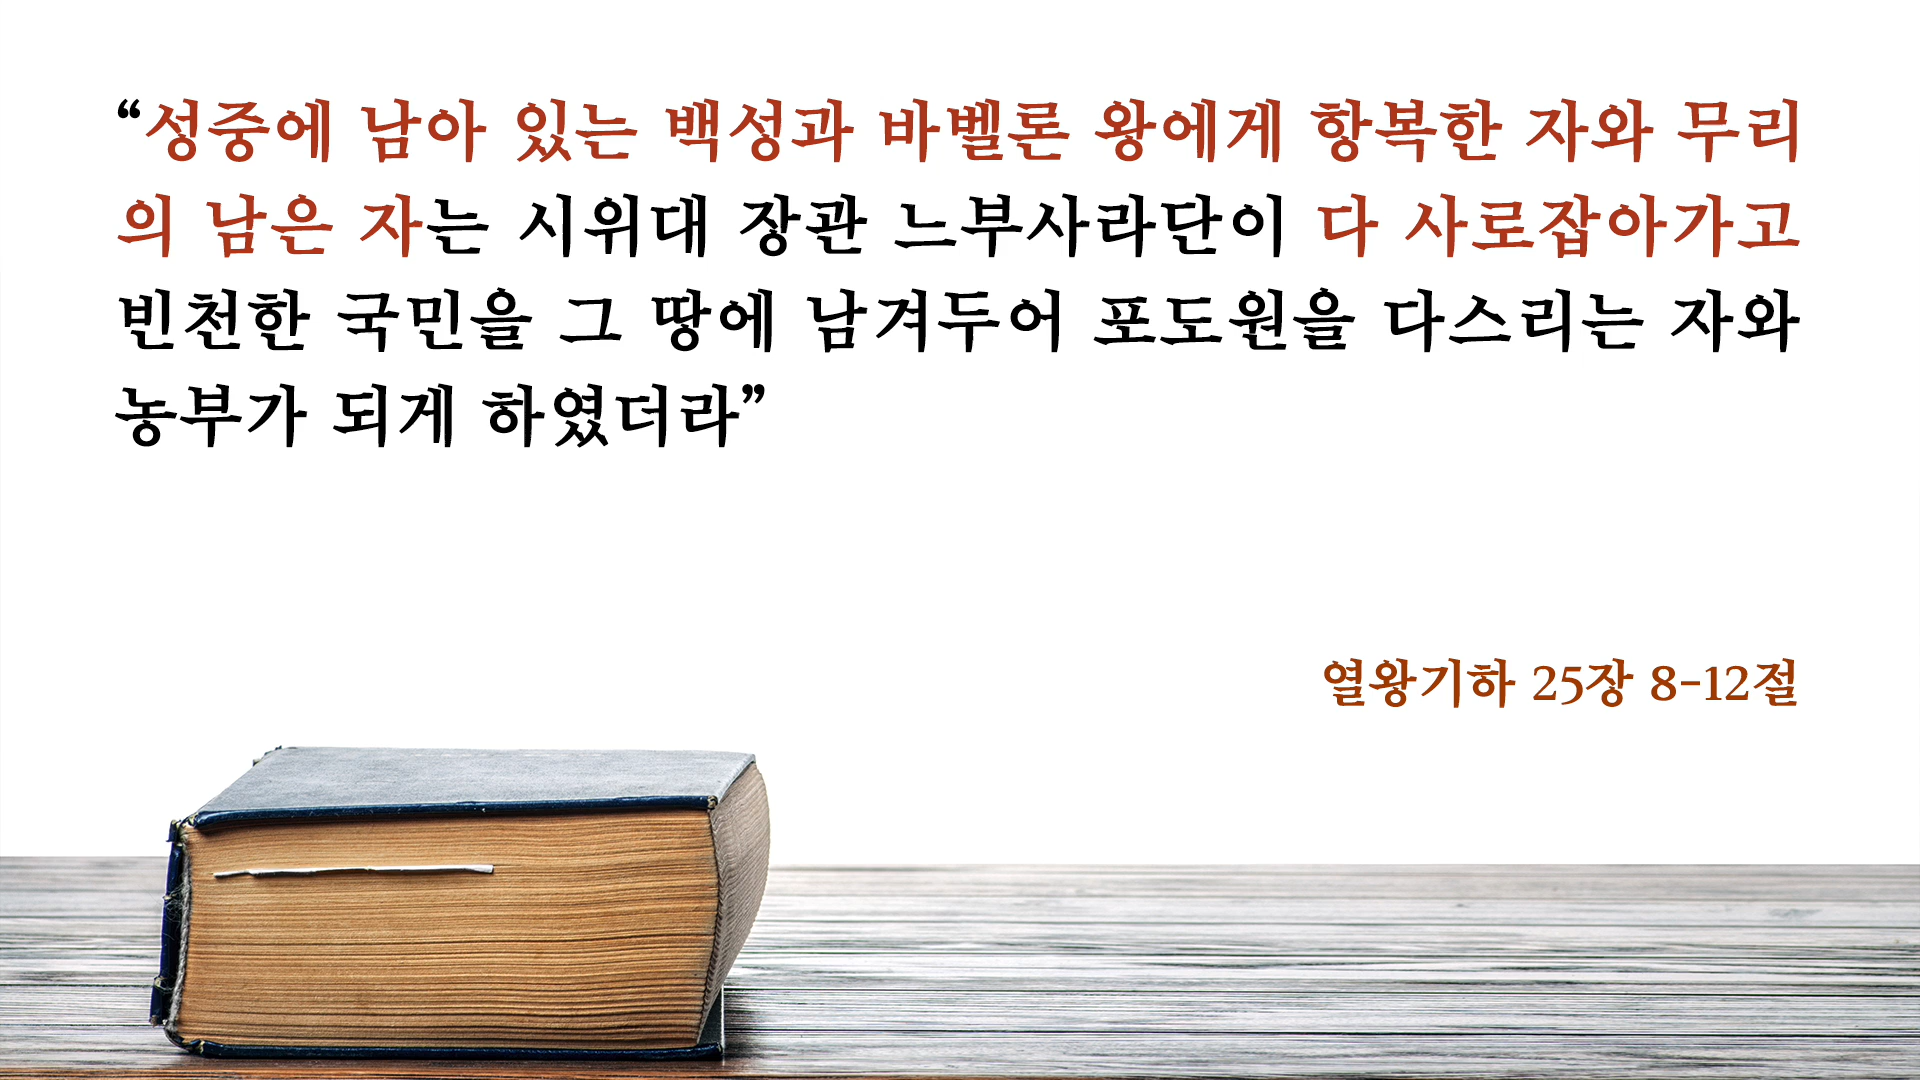 “성중에 남아 있는 백성과 바벨론 왕에게 항복한 자와 무리
의 남은 자는 시위대 장관 느부사라단이 다 사로잡아가고
빈천한 국민을 그 땅에 남겨두어 포도원을 다스리는 자와
농부가 되게 하였더라”
열왕기하 25장 8-12절